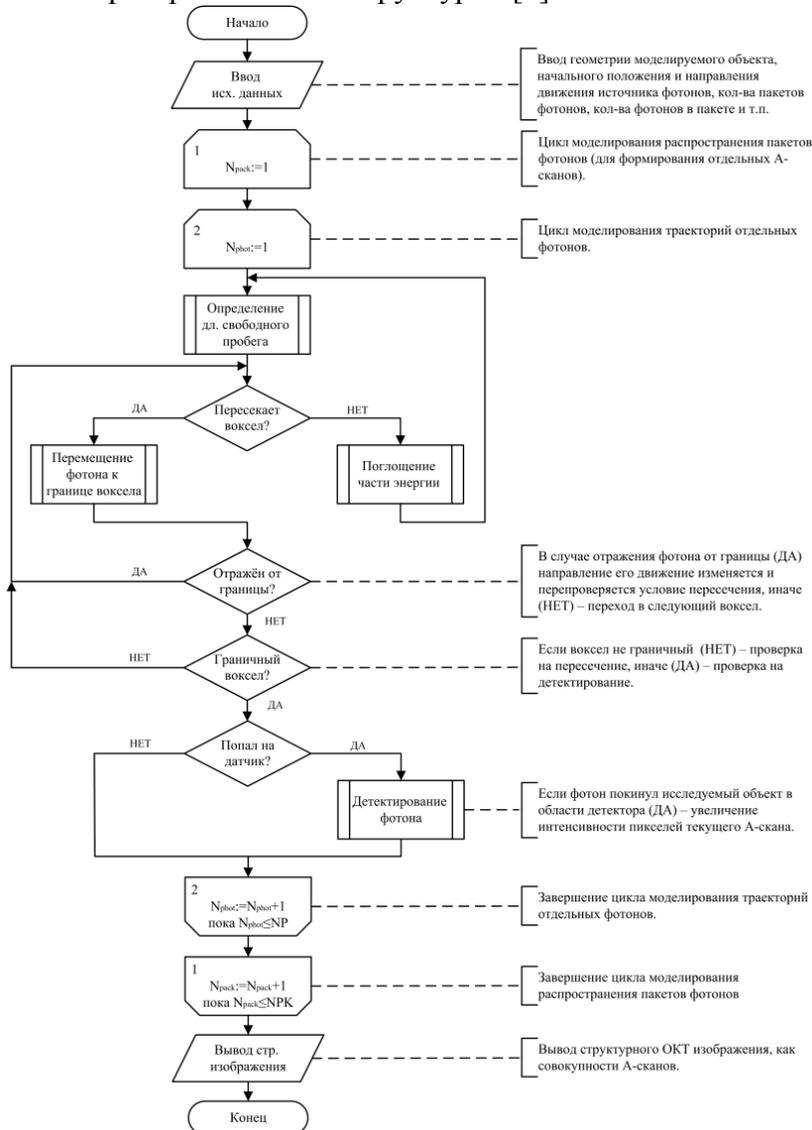 Начало
Ввод
исх. данных
Ввод геометрии моделируемого объекта,
начального положения и направления
движения источника фотонов, кол-ва пакетов
фотонов, кол-ва фотонов в пакете и т.п.
1
Npack:=1
Цикл моделирования распространения пакетов
фотонов (для формирования отдельных А-
сканов).
2
Nphot:=1
Цикл моделирования траекторий отдельных
фотонов.
Определение
дл. свободного
пробега
ДА
Пересекает
воксел?
НЕТ
Перемещение
фотона к
границе воксела
Поглощение
части энергии
ДА
Отражён от
границы?
НЕТ
В случае отражения фотона от границы (ДА)
направление его движение изменяется и
перепроверяется условие пересечения, иначе
(НЕТ) – переход в следующий воксел.
НЕТ
Граничный
воксел?
ДА
Если воксел не граничный (НЕТ) – проверка
на пересечение, иначе (ДА) – проверка на
детектирование.
НЕТ
Попал на
датчик?
ДА
Детектирование
фотона
Если фотон покинул исследуемый объект в
области детектора (ДА) – увеличение
интенсивности пикселей текущего А-скана.
2
Nphot:=Nphot+1
пока Nphot≤NP
Завершение цикла моделирования траекторий
отдельных фотонов.
1
Npack:=Npack+1
пока Npack≤NPK
Завершение цикла моделирования
распространения пакетов фотонов
Вывод стр.
изображения
Вывод структурного ОКТ изображения, как
совокупности А-сканов.
Конец